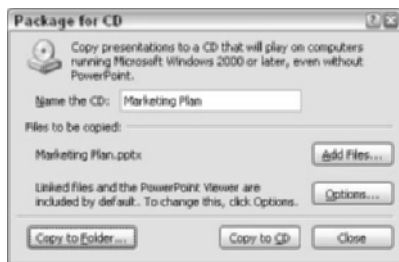 Package for CD
Copy presentations to a CD that will play on computers
running Microsoft Windows 2000 or later, even without
PowerPoint.
Name the CD: Marketing Plan
Files to be copied:
Marketing Plan.pptx
Add Files...
Linked files and the PowerPoint Viewer are
included by default. To change this, click Options.
Options...
Copy to Folder... Copy to CD Close